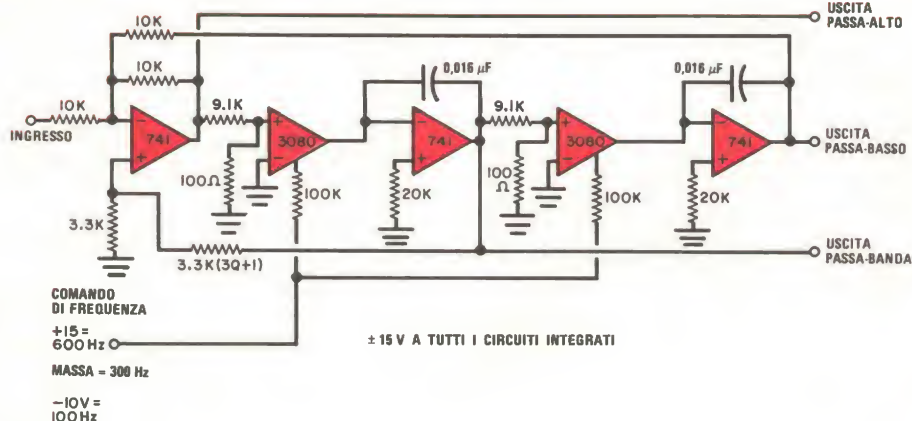 USCITA
PASSA-ALTO
10K
10K
10K
INGRESSO
741
9.1K
100Ω
3080
100K
0,016 µF
741
20K
9.1K
100
Ω
3080
100K
0,016 µF
741
20K
USCITA
PASSA-BASSO
3.3K
3.3K(3Q+1)
USCITA
PASSA-BANDA
COMANDO
DI FREQUENZA
+15=
600Hz
MASSA = 300 Hz
-10V=
100Hz
±15 V A TUTTI I CIRCUITI INTEGRATI